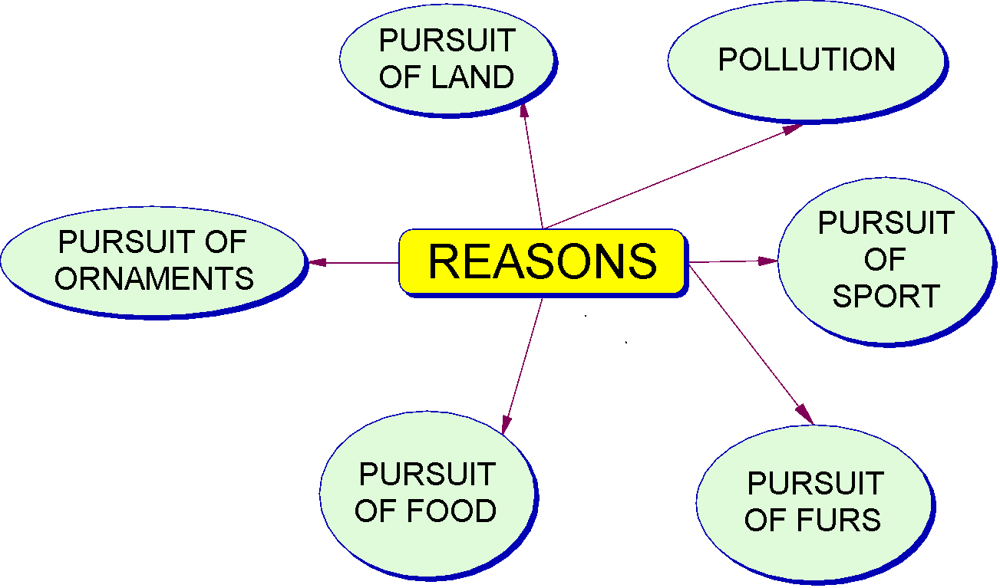 PURSUIT
OF LAND
POLLUTION
PURSUIT OF
ORNAMENTS
REASONS
PURSUIT
OF
SPORT
PURSUIT
OF FOOD
PURSUIT
OF FURS